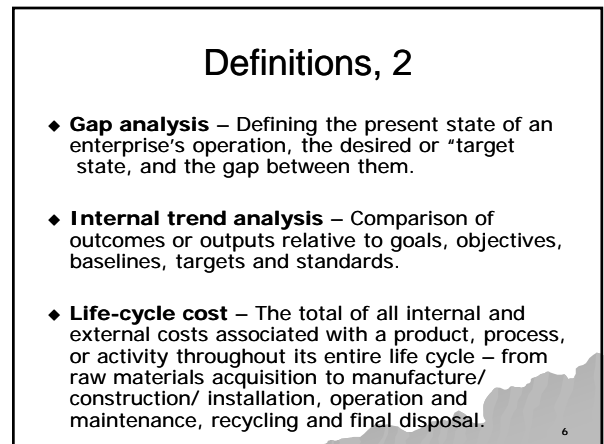 Definitions, 2
◆ Gap analysis – Defining the present state of an
enterprise's operation, the desired or "target
state, and the gap between them.
◆ Internal trend analysis – Comparison of
outcomes or outputs relative to goals, objectives,
baselines, targets and standards.
◆ Life-cycle cost – The total of all internal and
external costs associated with a product, process,
or activity throughout its entire life cycle – from
raw materials acquisition to manufacture/
construction/ installation, operation and
maintenance, recycling and final disposal.
6